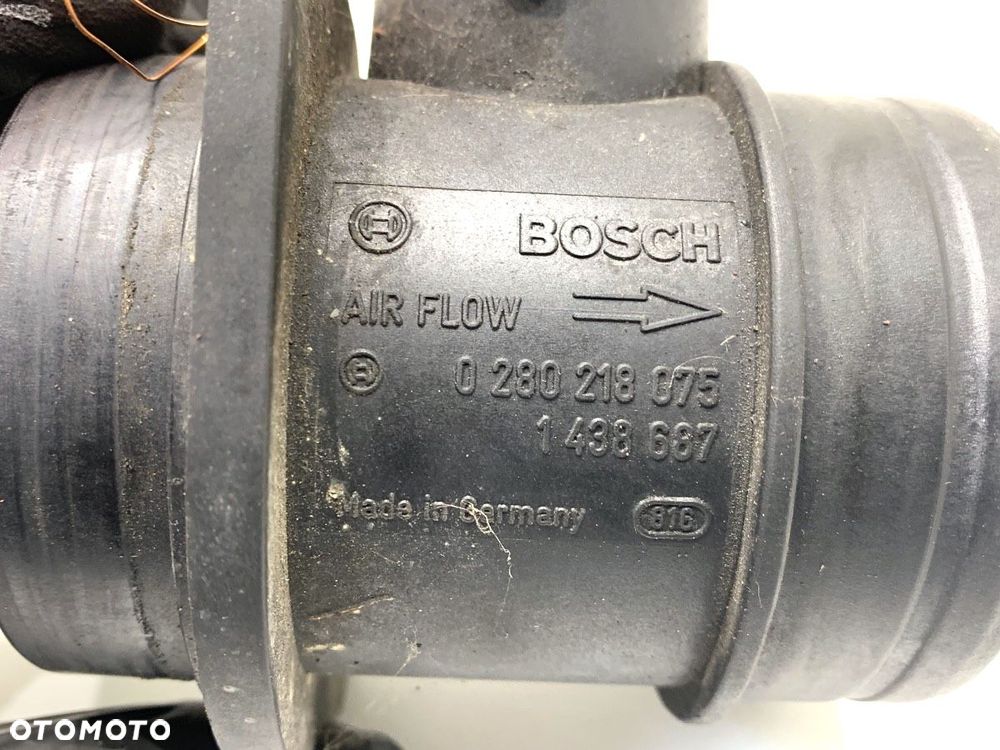 BOSCH
AIR FLOW
0 280 218 075
1 438 687
Made in Germany
816
OTOMOTO